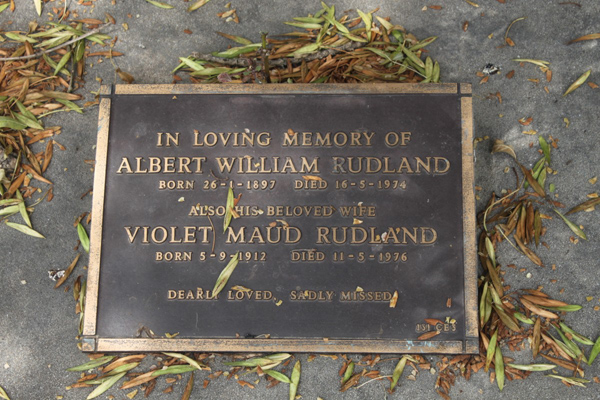 IN LOVING MEMORY OF
ALBERT WILLIAM RUDLAND
BORN 26-1-1897 DIED 16-5-1974
ALSO HIS BELOVED WIFE
VIOLET MAUD RUDLAND
BORN 5-9-1912 DIED 11-5-1976
DEARLY LOVED, SADLY MISSED